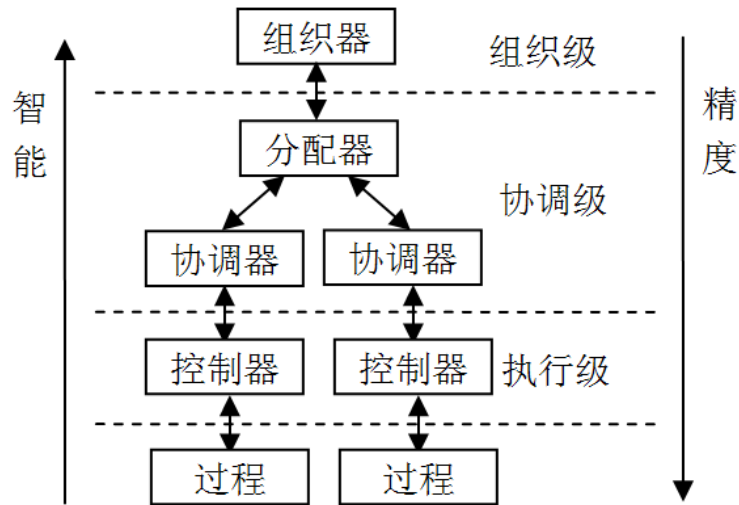 组织器
组织级
智能
精度
分配器
协调级
协调器
协调器
控制器
控制器
执行级
过程
过程